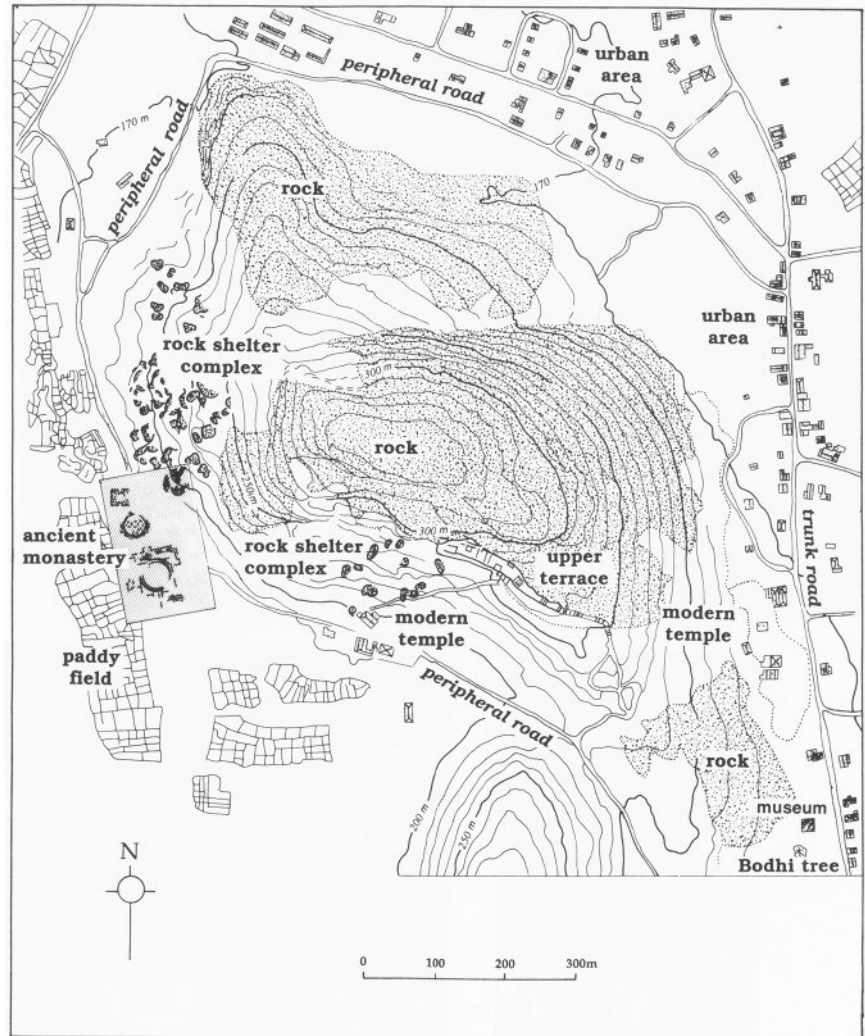 urban
area
peripheral road
170 m
peripheral road
rock
170
urban
area
rock shelter
complex
300 m
rock
250m
trunk road
ancient
monastery
300 m
rock shelter
complex
upper
terrace
modern
temple
modern
temple
paddy
field
peripheral road
rock
museum
200 m
250 m
Bodhi tree
N
0 100 200 300m